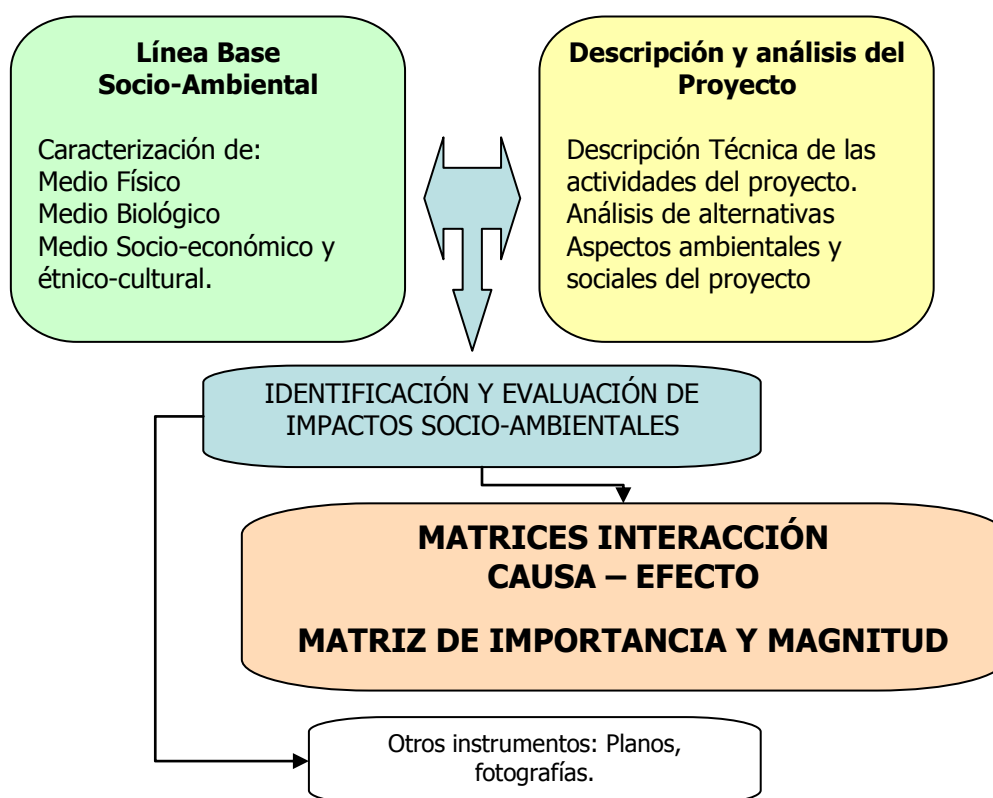 Línea Base
Socio-Ambiental
Caracterización de:
Medio Físico
Medio Biológico
Medio Socio-económico y
étnico-cultural.
Descripción y análisis del
Proyecto
Descripción Técnica de las
actividades del proyecto.
Análisis de alternativas
Aspectos ambientales y
sociales del proyecto
IDENTIFICACIÓN Y EVALUACIÓN DE
IMPACTOS SOCIO-AMBIENTALES
MATRICES INTERACCIÓN
CAUSA – EFECTO
MATRIZ DE IMPORTANCIA Y MAGNITUD
Otros instrumentos: Planos,
fotografías.